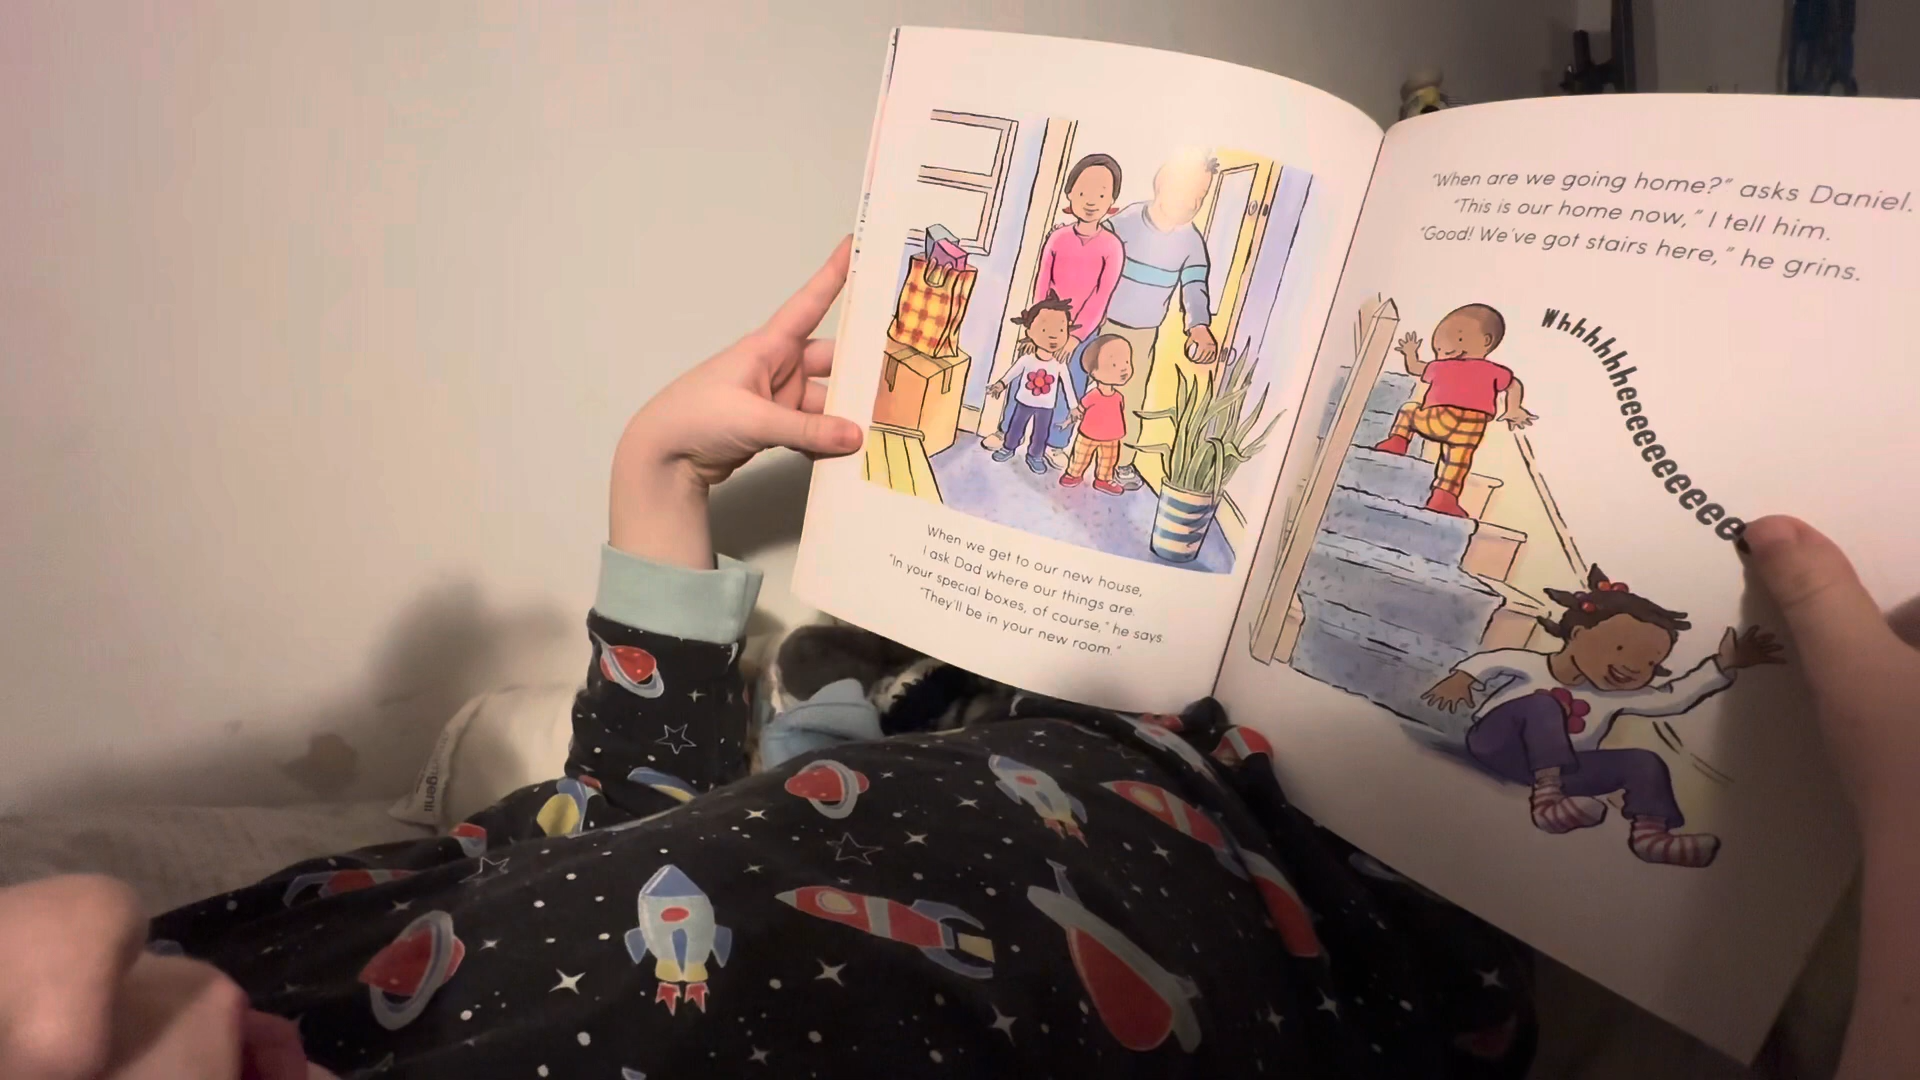 When we get to our new house,
I ask Dad where our things are.
"In your special boxes, of course," he says.
"They'll be in your new room."
"When are we going home?" asks Daniel.
"This is our home now," I tell him.
"Good! We've got stairs here," he grins.
Whhhhheeeeeeeeeee